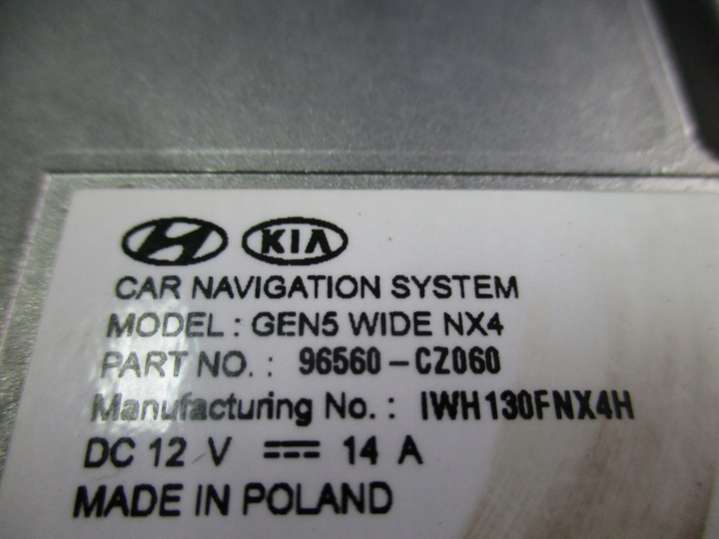 KIA
CAR NAVIGATION SYSTEM
MODEL : GEN5 WIDE NX4
PART NO. : 96560-CZ060
Manufacturing No. : IWH130FNX4H
DC 12 V ⎓ 14 A
MADE IN POLAND